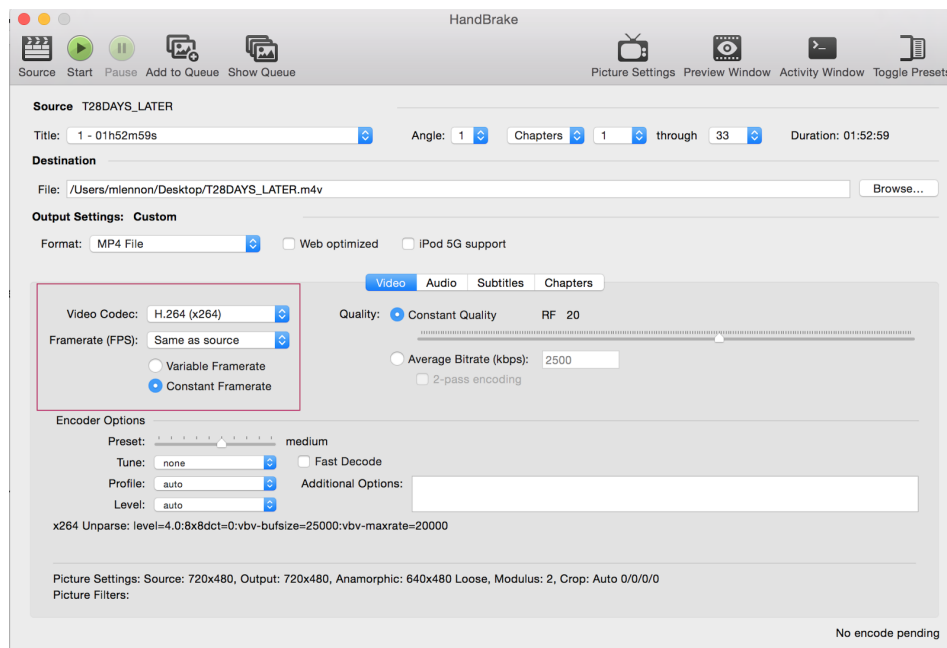 HandBrake
Source Start Pause Add to Queue Show Queue Picture Settings Preview Window Activity Window Toggle Presets
Source T28DAYS_LATER
Title: 1 - 01h52m59s Angle: 1 Chapters 1 through 33 Duration: 01:52:59
Destination
File: /Users/mlennon/Desktop/T28DAYS_LATER.m4v Browse...
Output Settings: Custom
Format: MP4 File Web optimized iPod 5G support
Video Audio Subtitles Chapters
Video Codec: H.264 (x264) Quality: Constant Quality RF 20
Framerate (FPS): Same as source
Variable Framerate Average Bitrate (kbps): 2500
Constant Framerate 2-pass encoding
Encoder Options
Preset: medium
Tune: none Fast Decode
Profile: auto Additional Options:
Level: auto
x264 Unparse: level=4.0:8x8dct=0:vbv-bufsize=25000:vbv-maxrate=20000
Picture Settings: Source: 720x480, Output: 720x480, Anamorphic: 640x480 Loose, Modulus: 2, Crop: Auto 0/0/0/0
Picture Filters:
No encode pending